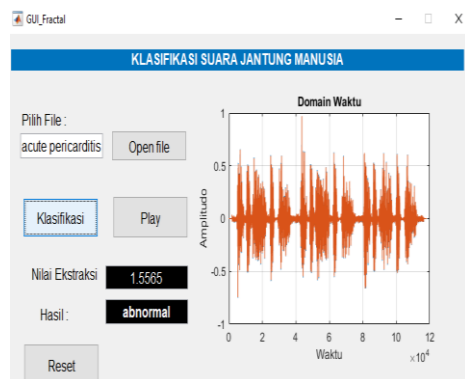 GUI_Fractal
KLASIFIKASI SUARA JANTUNG MANUSIA
Pilih File :
acute pericarditis
Open file
Klasifikasi
Play
Nilai Ekstraksi
1.5565
Hasil :
abnormal
Reset
Domain Waktu
Amplitudo
1
0.5
0
-0.5
-1
0 2 4 6 8 10 12
Waktu
×10⁴